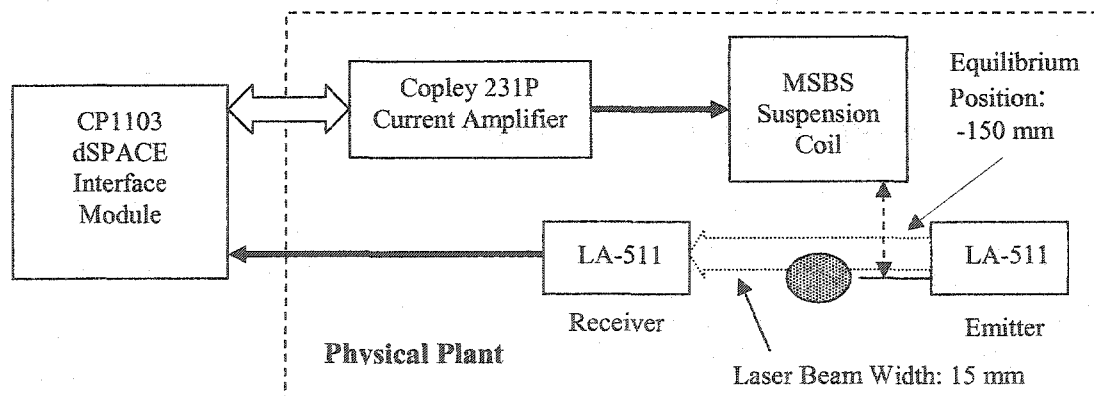 CP1103
dSPACE
Interface
Module
Copley 231P
Current Amplifier
MSBS
Suspension
Coil
Equilibrium
Position:
-150 mm
LA-511
Receiver
LA-511
Emitter
Physical Plant
Laser Beam Width: 15 mm